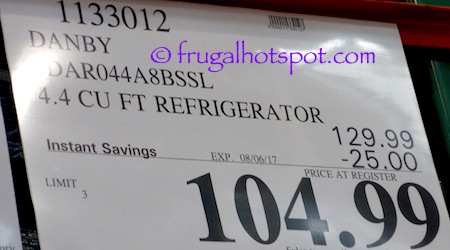 1133012
© frugalhotspot.com
DANBY
DAR044A8BSSL
4.4 CU FT REFRIGERATOR
129.99
Instant Savings EXP. 08/06/17 -25.00
PRICE AT REGISTER
LIMIT
3
104.99